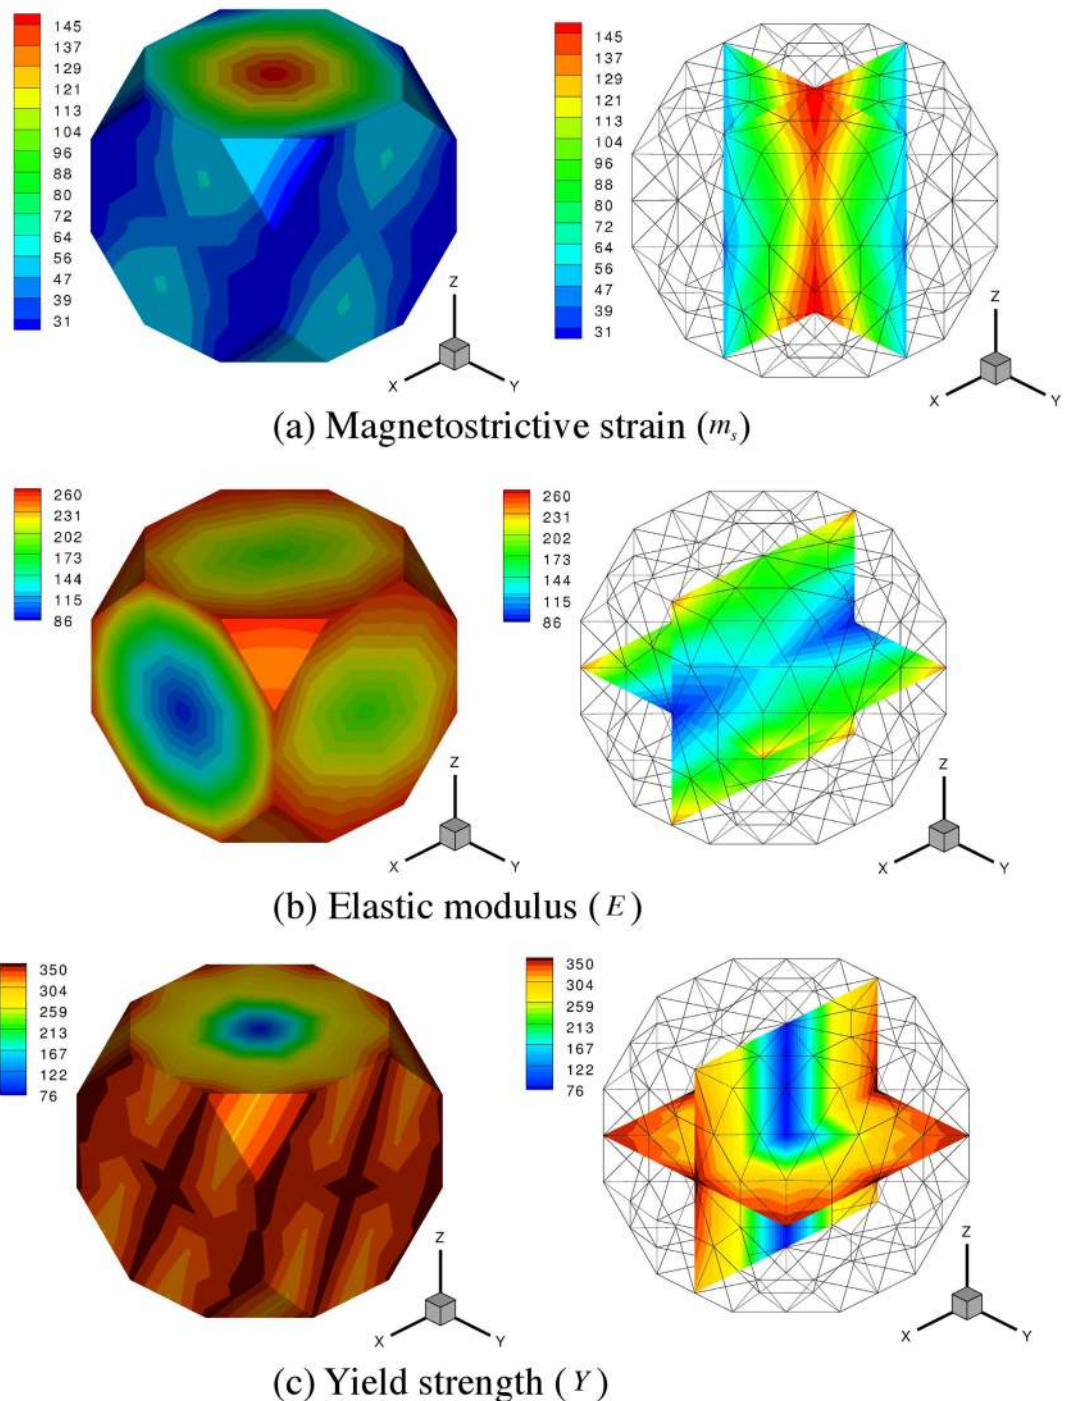 145
137
129
121
113
104
96
88
80
72
64
56
47
39
31
Z
X
Y
145
137
129
121
113
104
96
88
80
72
64
56
47
39
31
Z
X
Y
(a) Magnetostrictive strain (mₛ)
260
231
202
173
144
115
86
Z
X
Y
260
231
202
173
144
115
86
Z
X
Y
(b) Elastic modulus (E)
350
304
259
213
167
122
76
Z
X
Y
350
304
259
213
167
122
76
Z
X
Y
(c) Yield strength (Y)